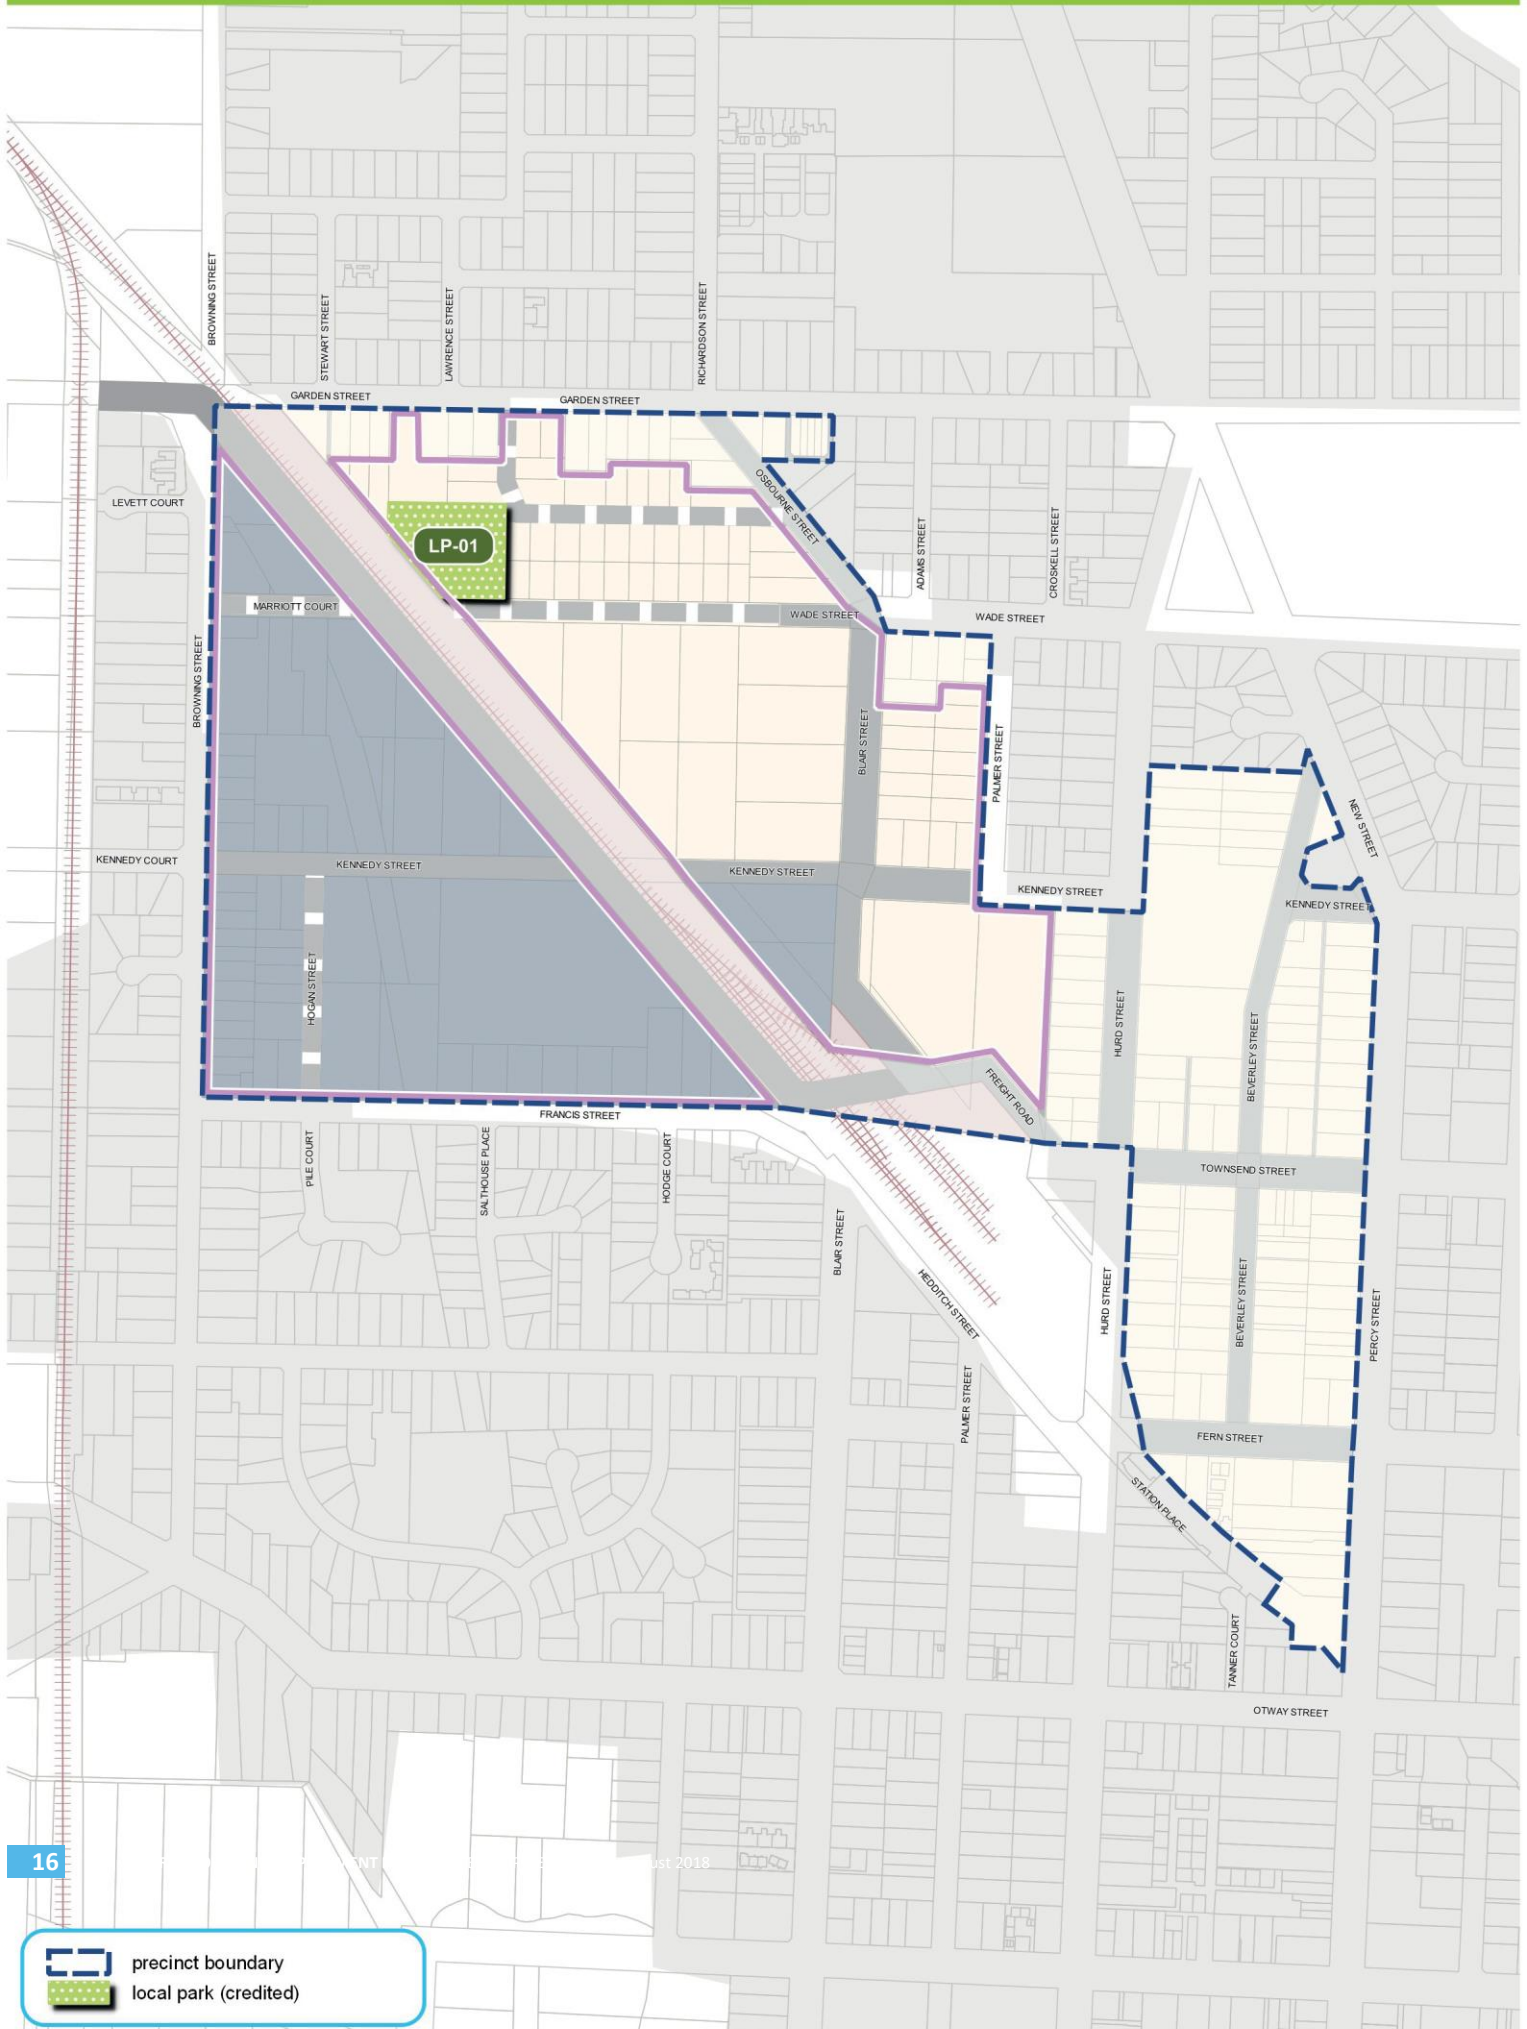 BROWNING STREET
STEWART STREET
LAWRENCE STREET
RICHARDSON STREET
GARDEN STREET
GARDEN STREET
LEVETT COURT
LP-01
OSBOURNE STREET
ADAMS STREET
CROSKELL STREET
MARRIOTT COURT
WADE STREET
WADE STREET
BROWNING STREET
BLAIR STREET
PALMER STREET
NEW STREET
KENNEDY COURT
KENNEDY STREET
KENNEDY STREET
KENNEDY STREET
KENNEDY STREET
HOGAN STREET
HURD STREET
BEVERLEY STREET
FREIGHT ROAD
FRANCIS STREET
PILE COURT
SALTHOUSE PLACE
HODGE COURT
TOWNSEND STREET
BLAIR STREET
HEDDITCH STREET
HURD STREET
BEVERLEY STREET
PERCY STREET
PALMER STREET
FERN STREET
STATION PLACE
TANNER COURT
OTWAY STREET
16
ust 2018
precinct boundary
local park (credited)